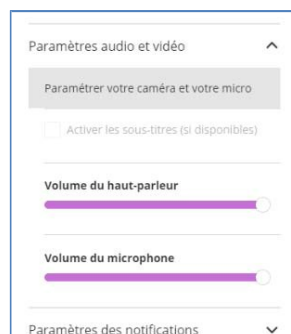 Paramètres audio et vidéo
Paramétrer votre caméra et votre micro
Activer les sous-titres (si disponibles)
Volume du haut-parleur
Volume du microphone
Paramètres des notifications